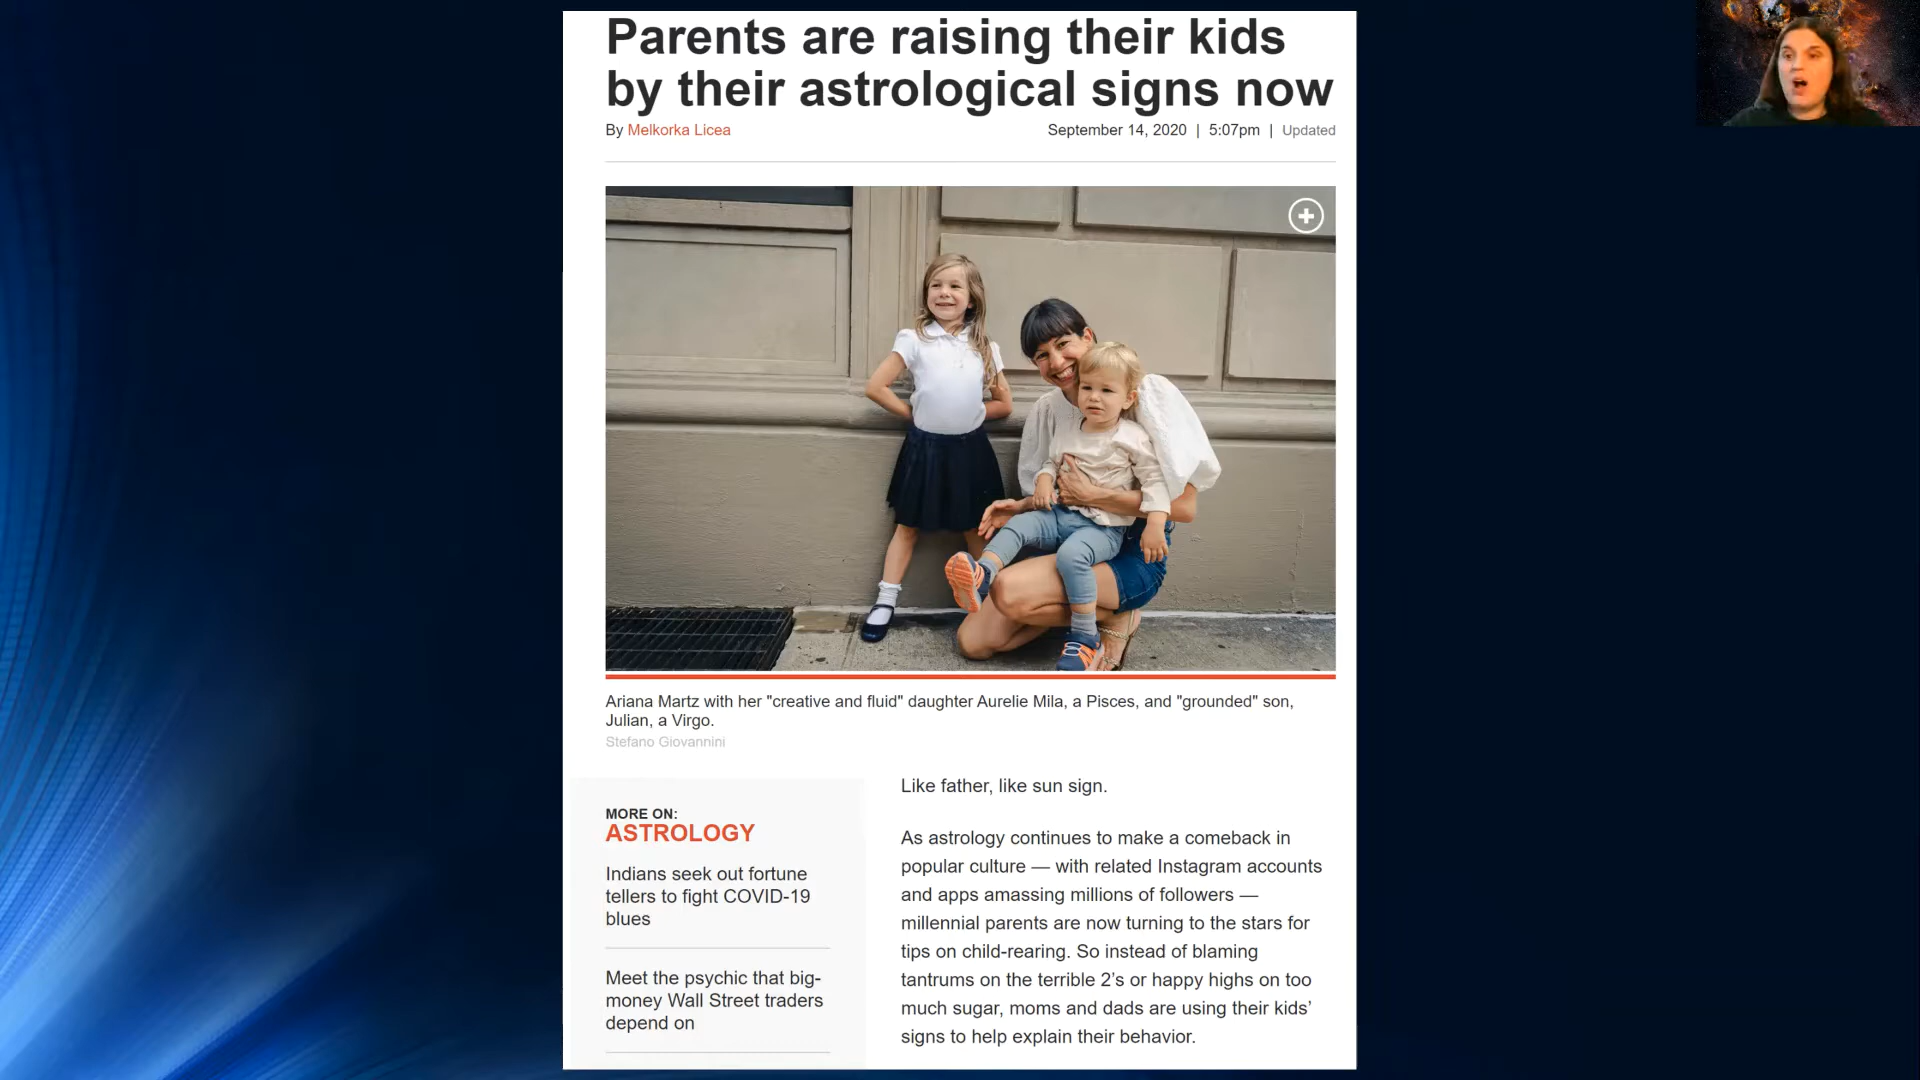 Parents are raising their kids
by their astrological signs now
By Melkorka Licea
September 14, 2020 | 5:07pm | Updated
Ariana Martz with her "creative and fluid" daughter Aurelie Mila, a Pisces, and "grounded" son,
Julian, a Virgo.
Stefano Giovannini
MORE ON:
ASTROLOGY
Indians seek out fortune
tellers to fight COVID-19
blues
Meet the psychic that big-
money Wall Street traders
depend on
Like father, like sun sign.
As astrology continues to make a comeback in
popular culture — with related Instagram accounts
and apps amassing millions of followers —
millennial parents are now turning to the stars for
tips on child-rearing. So instead of blaming
tantrums on the terrible 2’s or happy highs on too
much sugar, moms and dads are using their kids’
signs to help explain their behavior.